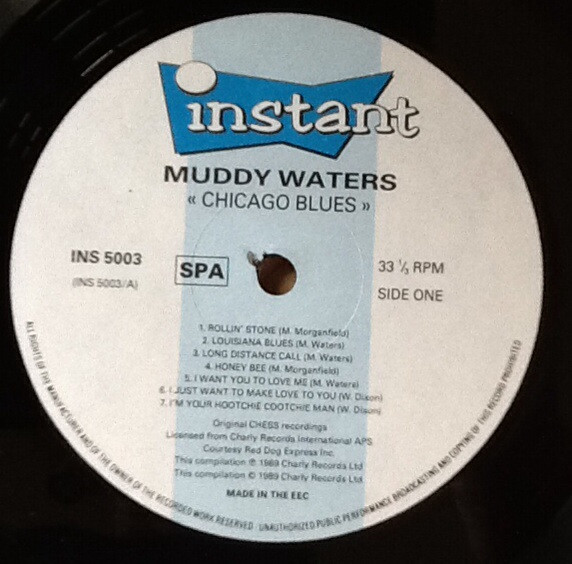 instant
MUDDY WATERS
« CHICAGO BLUES »
INS 5003
(INS 5003/A)
SPA
33 ⅓ RPM
SIDE ONE
1. ROLLIN' STONE (M. Morganfield)
2. LOUISIANA BLUES (M. Waters)
3. LONG DISTANCE CALL (M. Waters)
4. HONEY BEE (M. Morganfield)
5. I WANT YOU TO LOVE ME (M. Waters)
6. I JUST WANT TO MAKE LOVE TO YOU (W. Dixon)
7. I'M YOUR HOOTCHIE COOTCHIE MAN (W. Dixon)
Original CHESS recordings
Licensed from Charly Records International APS
Courtesy Red Dog Express Inc.
This compilation ℗ 1989 Charly Records Ltd
This compilation © 1989 Charly Records Ltd
MADE IN THE EEC
ALL RIGHTS OF THE MANUFACTURER AND OF THE OWNER OF THE RECORDED WORK RESERVED · UNAUTHORIZED PUBLIC PERFORMANCE BROADCASTING AND COPYING OF THIS RECORD PROHIBITED